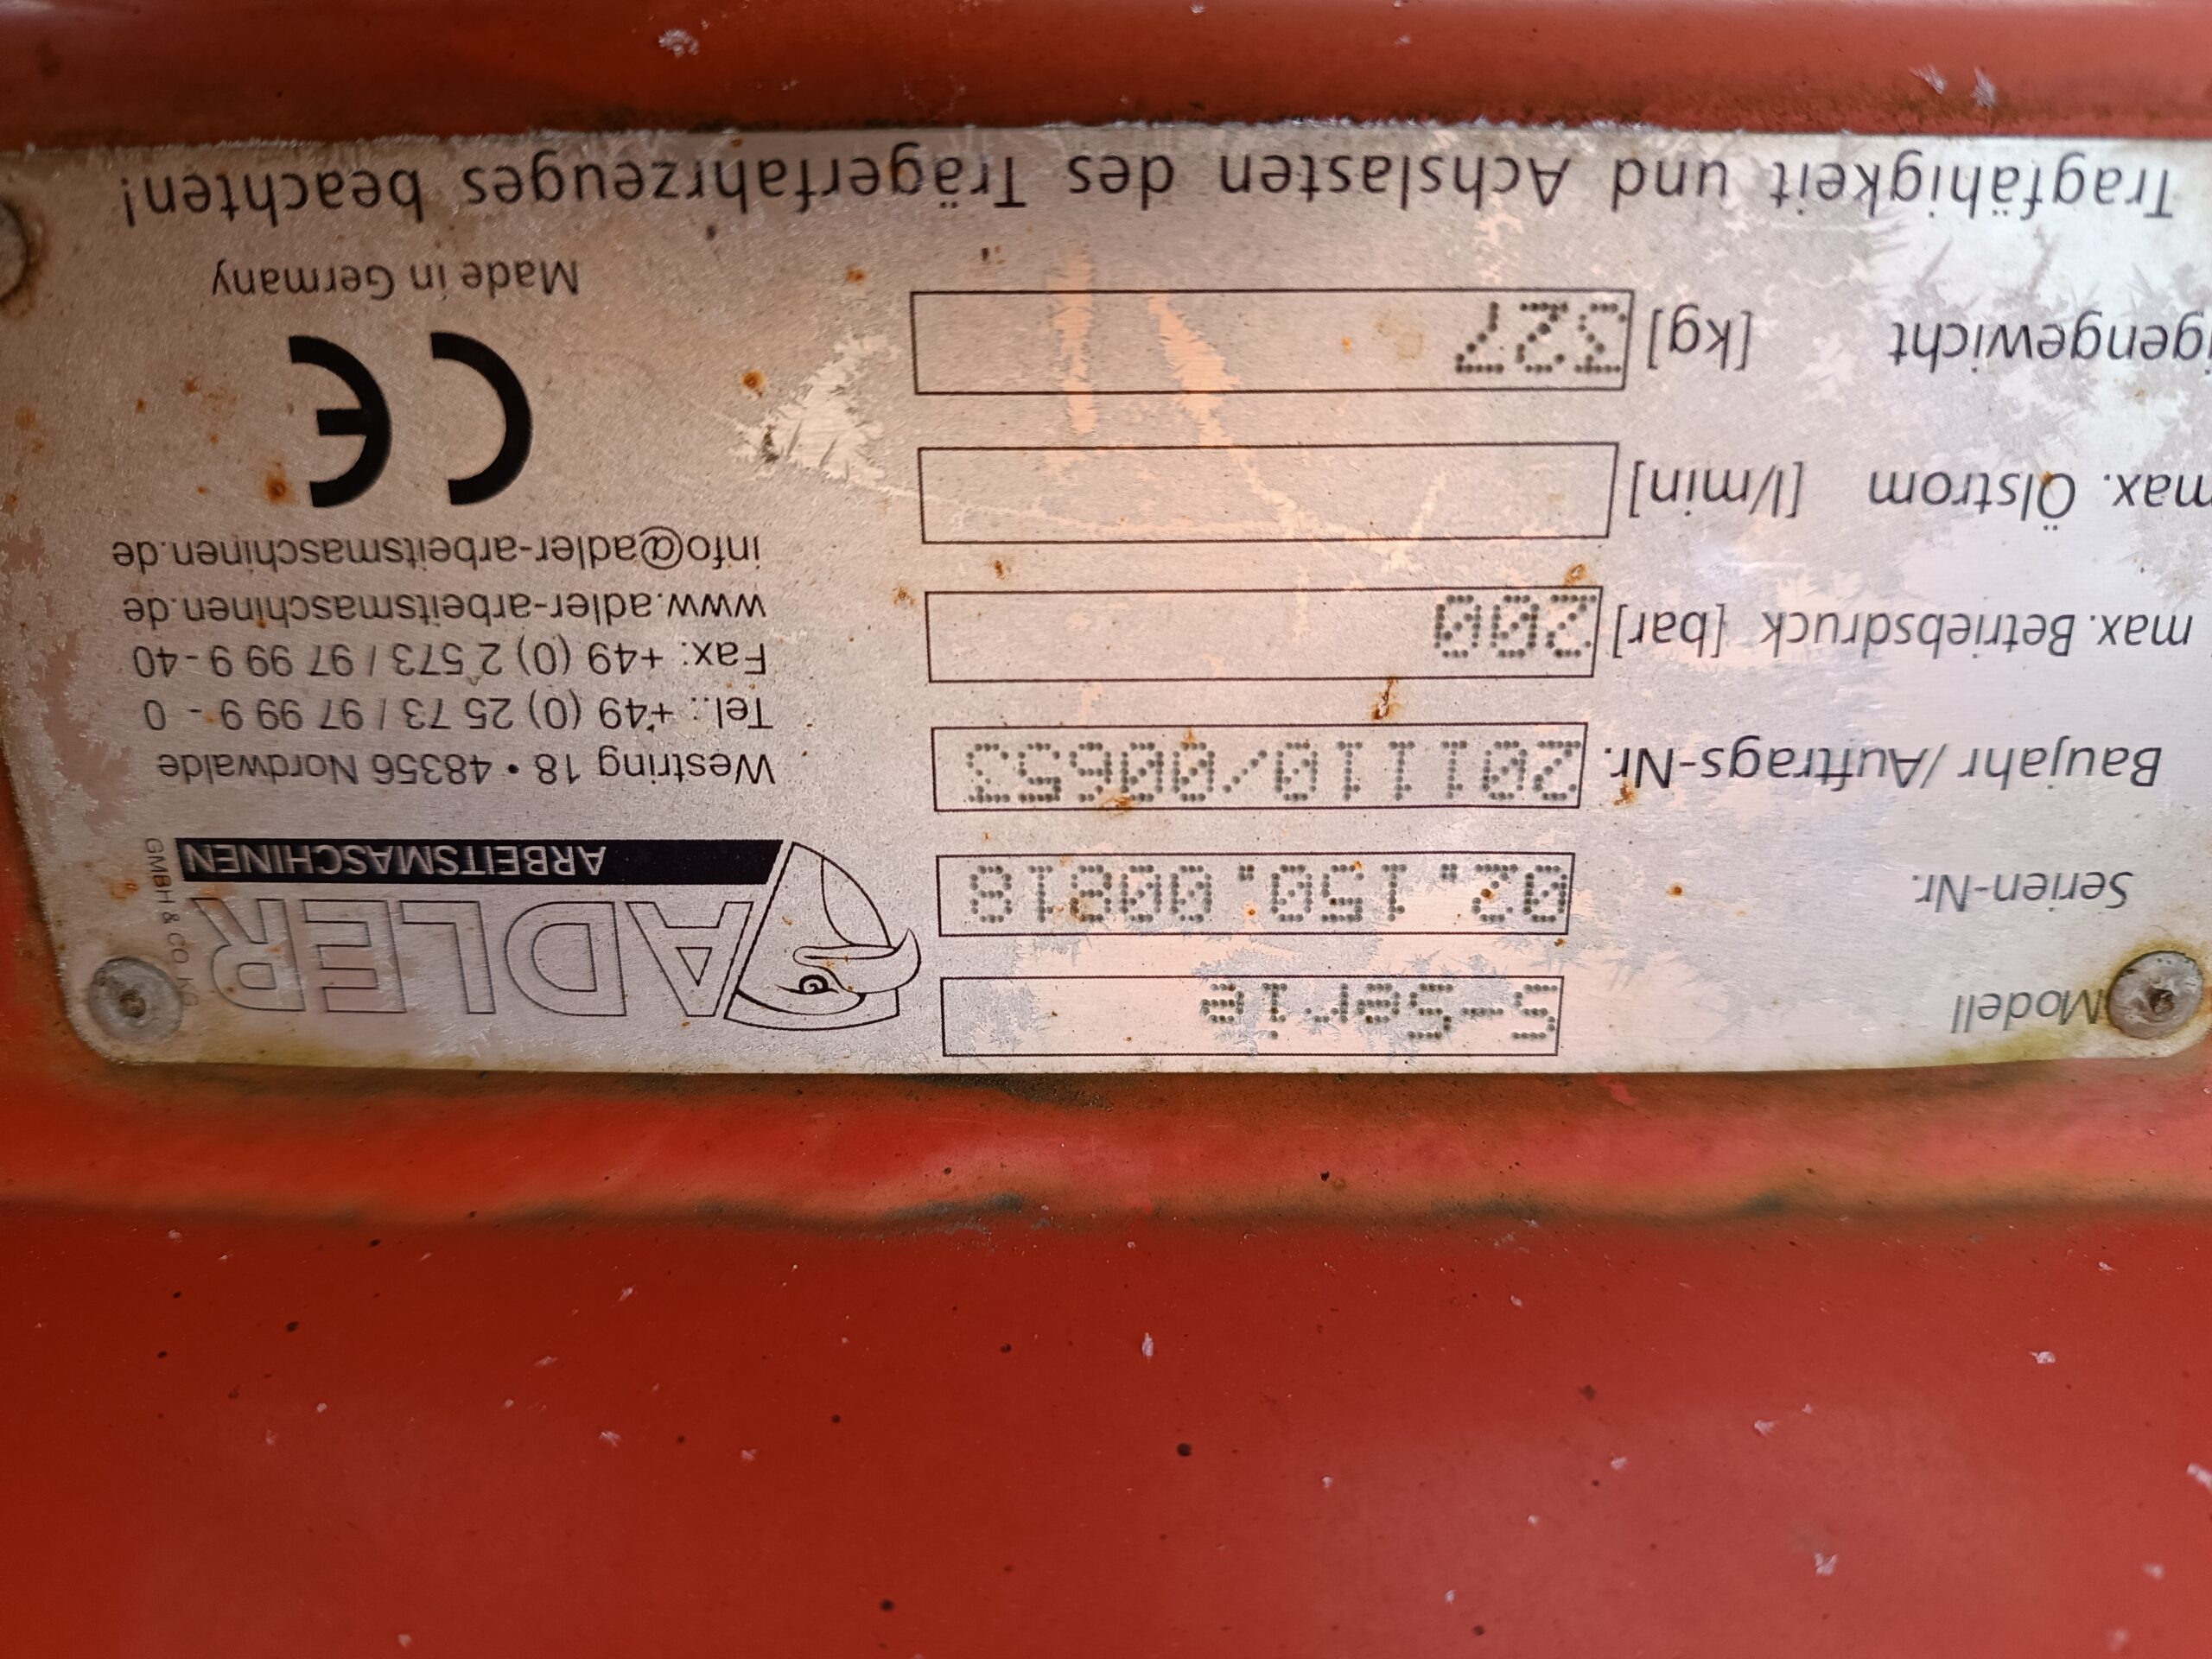 Modell S-Serie
Serien-Nr. 02.150.00818
Baujahr /Auftrags-Nr. 201110/00653
max. Betriebsdruck [bar] 200
max. Ölstrom [l/min]
igengewicht [kg] 327
ADLER
ARBEITSMASCHINEN
GMBH & CO. KG
Westring 18 • 48356 Nordwalde
Tel.: +49 (0) 25 73 / 97 99 9 - 0
Fax: +49 (0) 2 573 / 97 99 9 - 40
www.adler-arbeitsmaschinen.de
info@adler-arbeitsmaschinen.de
CE
Made in Germany
Tragfähigkeit und Achslasten des Trägerfahrzeuges beachten!